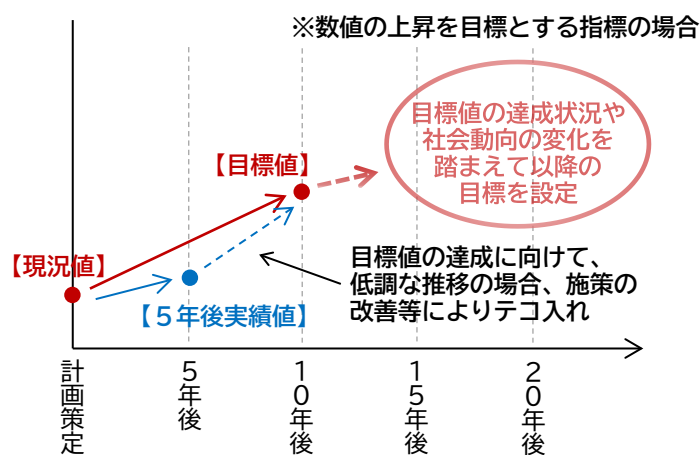 ※数値の上昇を目標とする指標の場合
目標値の達成状況や
社会動向の変化を
踏まえて以降の
目標を設定
【目標値】
【現況値】
目標値の達成に向けて、
低調な推移の場合、施策の
改善等によりテコ入れ
【５年後実績値】
計画策定
５年後
１０年後
１５年後
２０年後